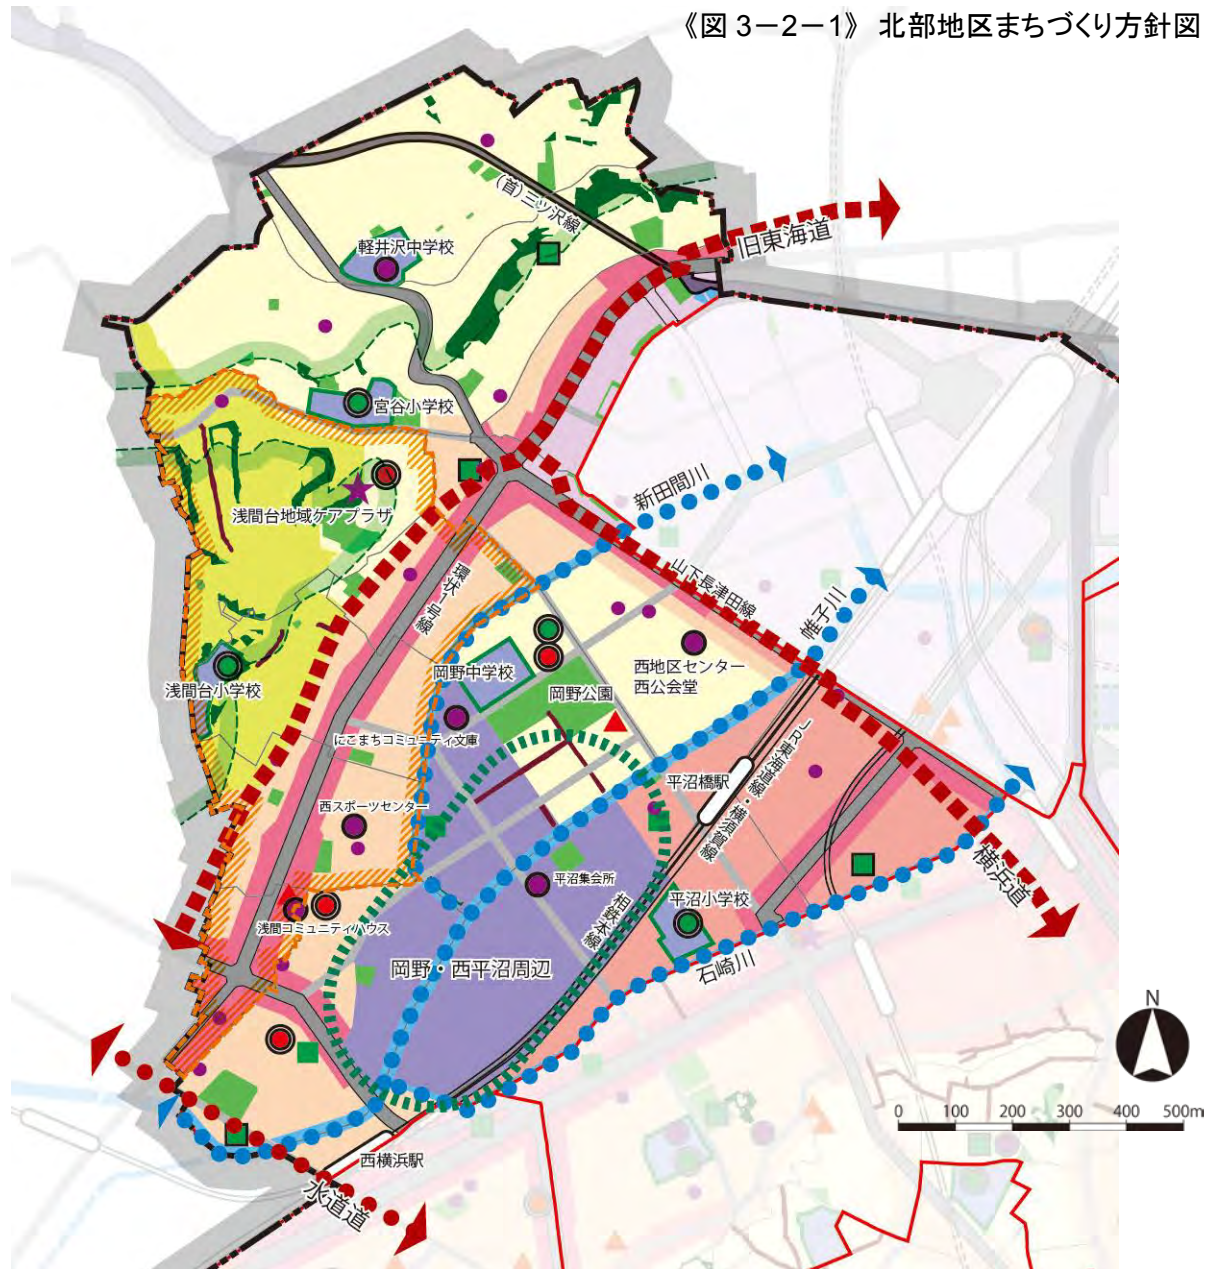 《図 3－2－1》 北部地区まちづくり方針図
(首)三ツ沢線
旧東海道
軽井沢中学校
宮谷小学校
新田間川
浅間台地域ケアプラザ
山下長津田線
環状1号線
帷子川
岡野中学校
岡野公園
西地区センター
西公会堂
浅間台小学校
にこまちコミュニティ文庫
JR東海道線・横須賀線
平沼橋駅
西スポーツセンター
横浜道
平沼集会所
平沼小学校
浅間コミュニティハウス
相鉄本線
岡野・西平沼周辺
石崎川
N
0 100 200 300 400 500m
西横浜駅
水道道